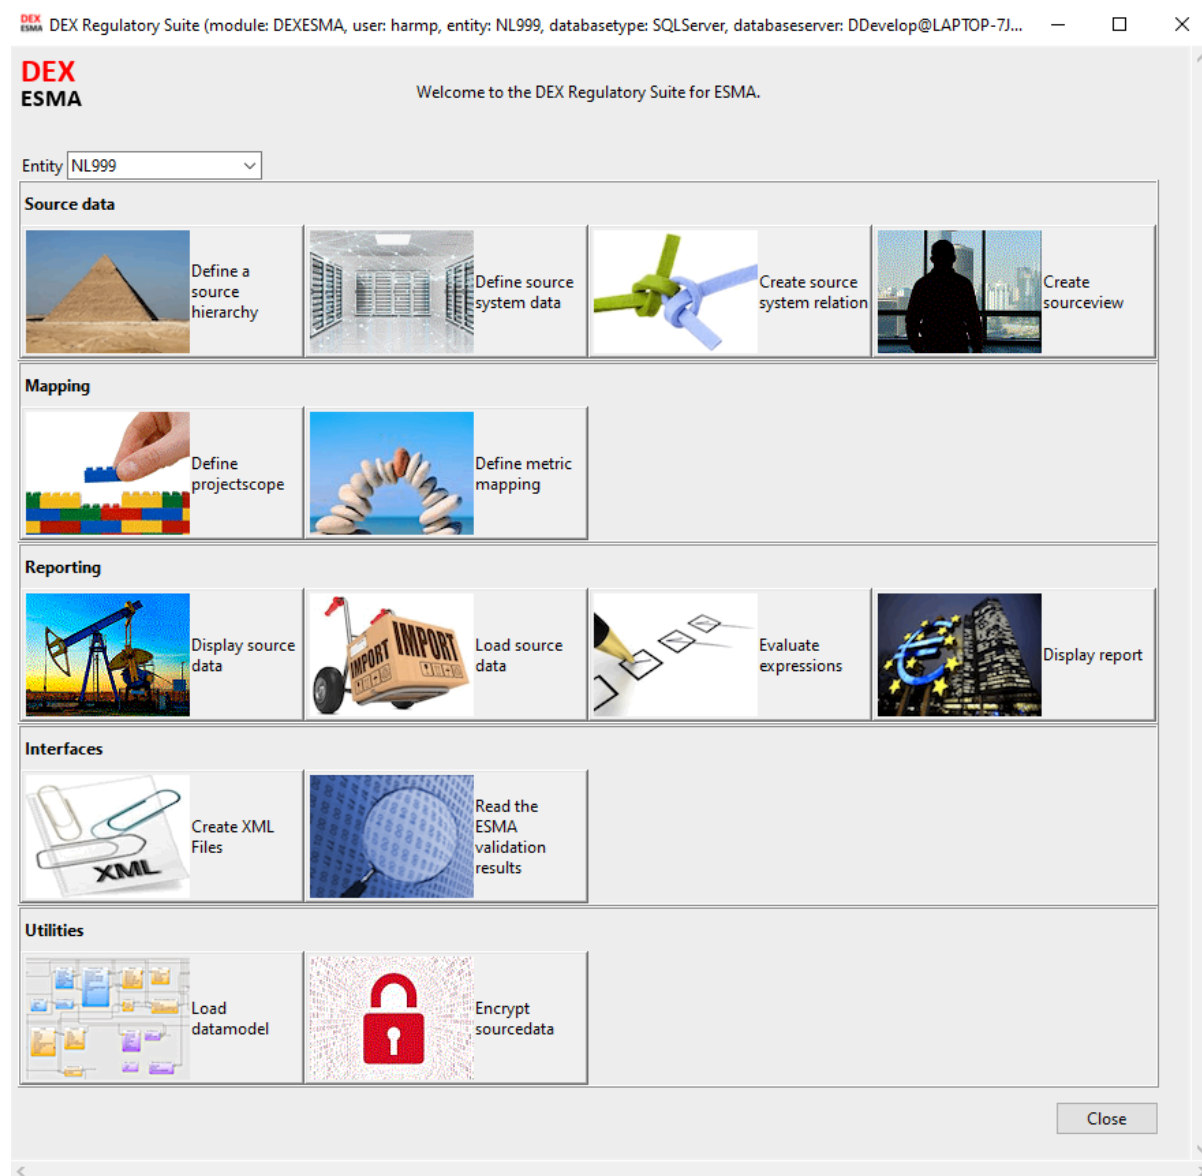 DEX ESMA DEX Regulatory Suite (module: DEXESMA, user: harmp, entity: NL999, databasetype: SQLServer, databaseserver: DDevelop@LAPTOP-7J...
DEX
ESMA
Welcome to the DEX Regulatory Suite for ESMA.
Entity NL999
Source data
Define a
source
hierarchy
Define source
system data
Create source
system relation
Create
sourceview
Mapping
Define
projectscope
Define metric
mapping
Reporting
Display source
data
IMPORT IMPORT
Load source
data
Evaluate
expressions
Display report
Interfaces
XML
Create XML
Files
Read the
ESMA
validation
results
Utilities
Load
datamodel
Encrypt
sourcedata
Close